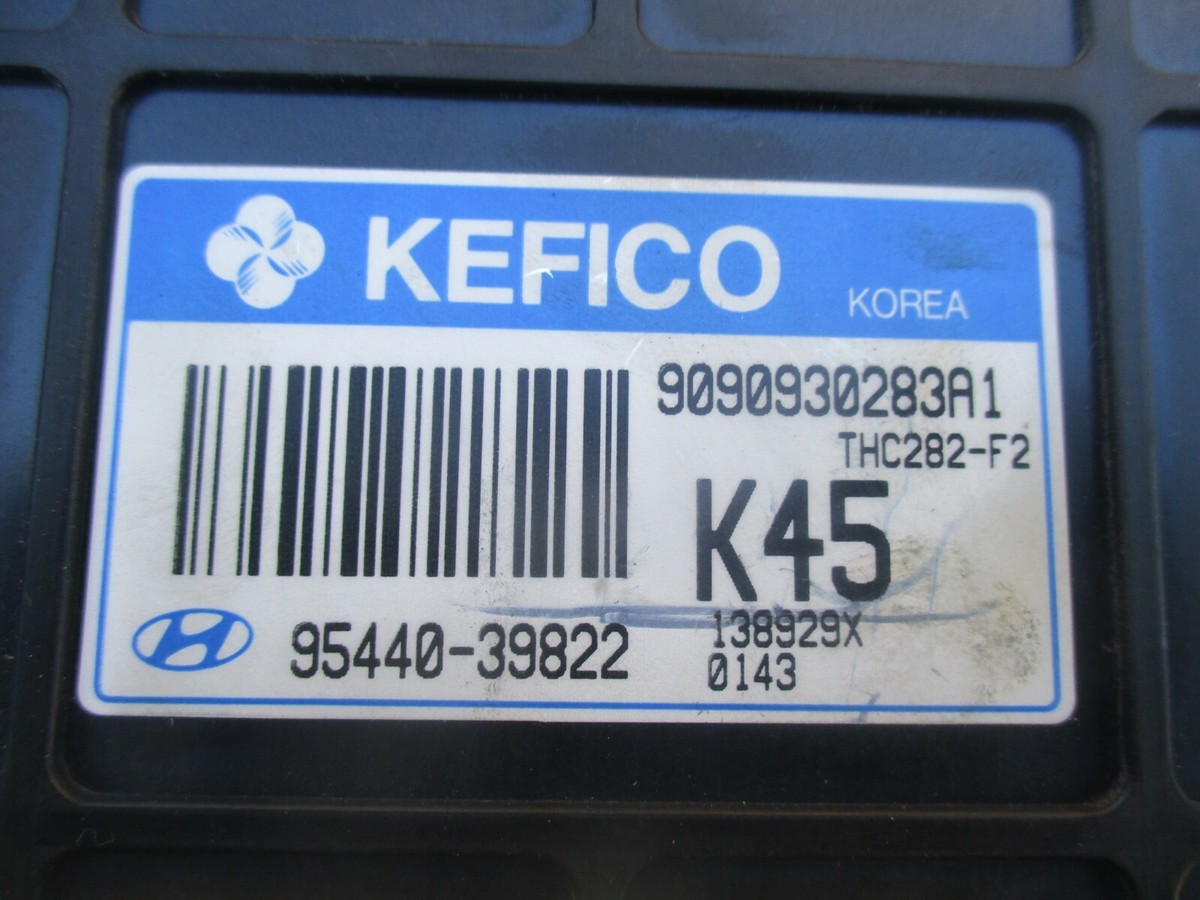 KEFICO
KOREA
9090930283A1
THC282-F2
K45
95440-39822
138929X
0143